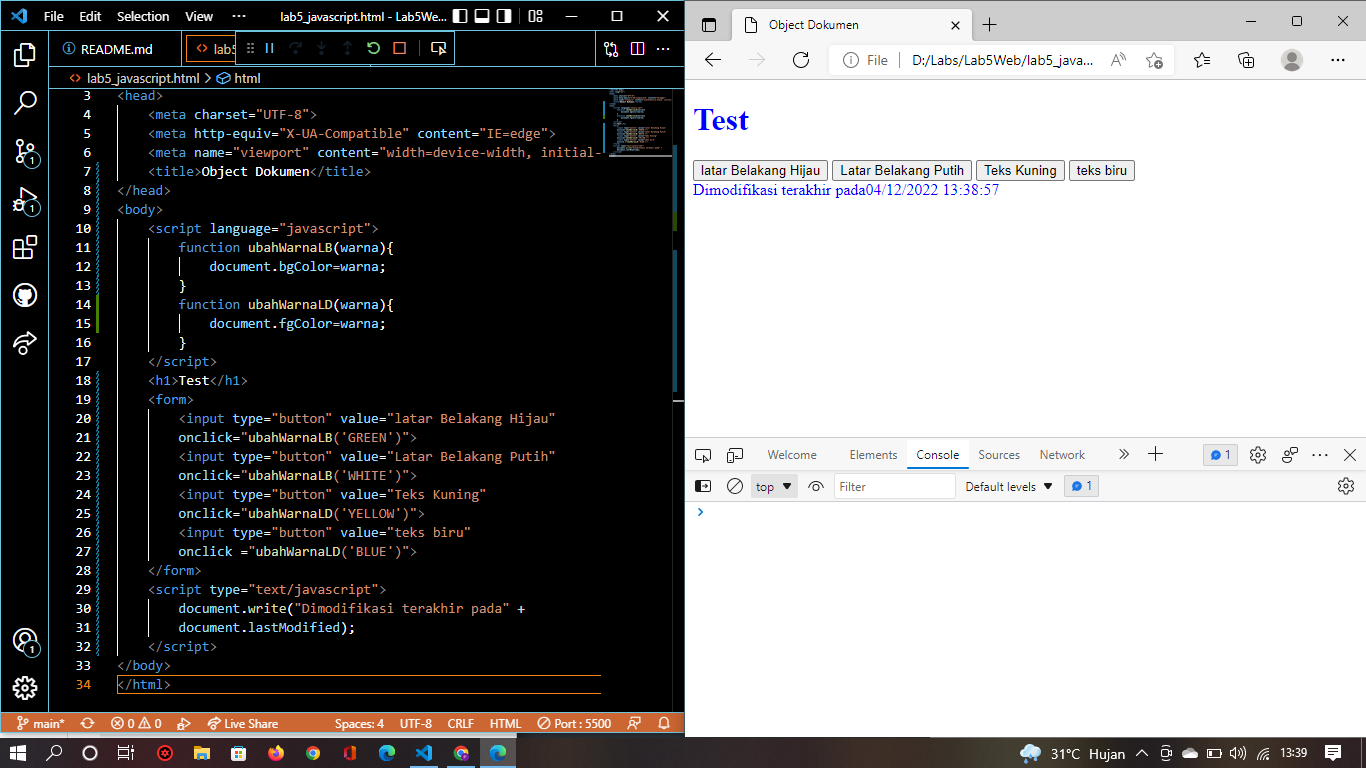 File Edit Selection View ··· lab5_javascript.html - Lab5We...
README.md lab5
lab5_javascript.html > html
3 <head>
4 <meta charset="UTF-8">
5 <meta http-equiv="X-UA-Compatible" content="IE=edge">
6 <meta name="viewport" content="width=device-width, initial-
7 <title>Object Dokumen</title>
8 </head>
9 <body>
10 <script language="javascript">
11 function ubahWarnaLB(warna){
12 document.bgColor=warna;
13 }
14 function ubahWarnaLD(warna){
15 document.fgColor=warna;
16 }
17 </script>
18 <h1>Test</h1>
19 <form>
20 <input type="button" value="latar Belakang Hijau"
21 onclick="ubahWarnaLB('GREEN')">
22 <input type="button" value="Latar Belakang Putih"
23 onclick="ubahWarnaLB('WHITE')">
24 <input type="button" value="Teks Kuning"
25 onclick="ubahWarnaLD('YELLOW')">
26 <input type="button" value="teks biru"
27 onclick ="ubahWarnaLD('BLUE')">
28 </form>
29 <script type="text/javascript">
30 document.write("Dimodifikasi terakhir pada" +
31 document.lastModified);
32 </script>
33 </body>
34 </html>
1
1
1
main* 0 0 Live Share Spaces: 4 UTF-8 CRLF HTML Port : 5500
Object Dokumen
File D:/Labs/Lab5Web/lab5_java...
Test
latar Belakang Hijau Latar Belakang Putih Teks Kuning teks biru
Dimodifikasi terakhir pada04/12/2022 13:38:57
Welcome Elements Console Sources Network 1
top Filter Default levels 1
31°C Hujan 13:39